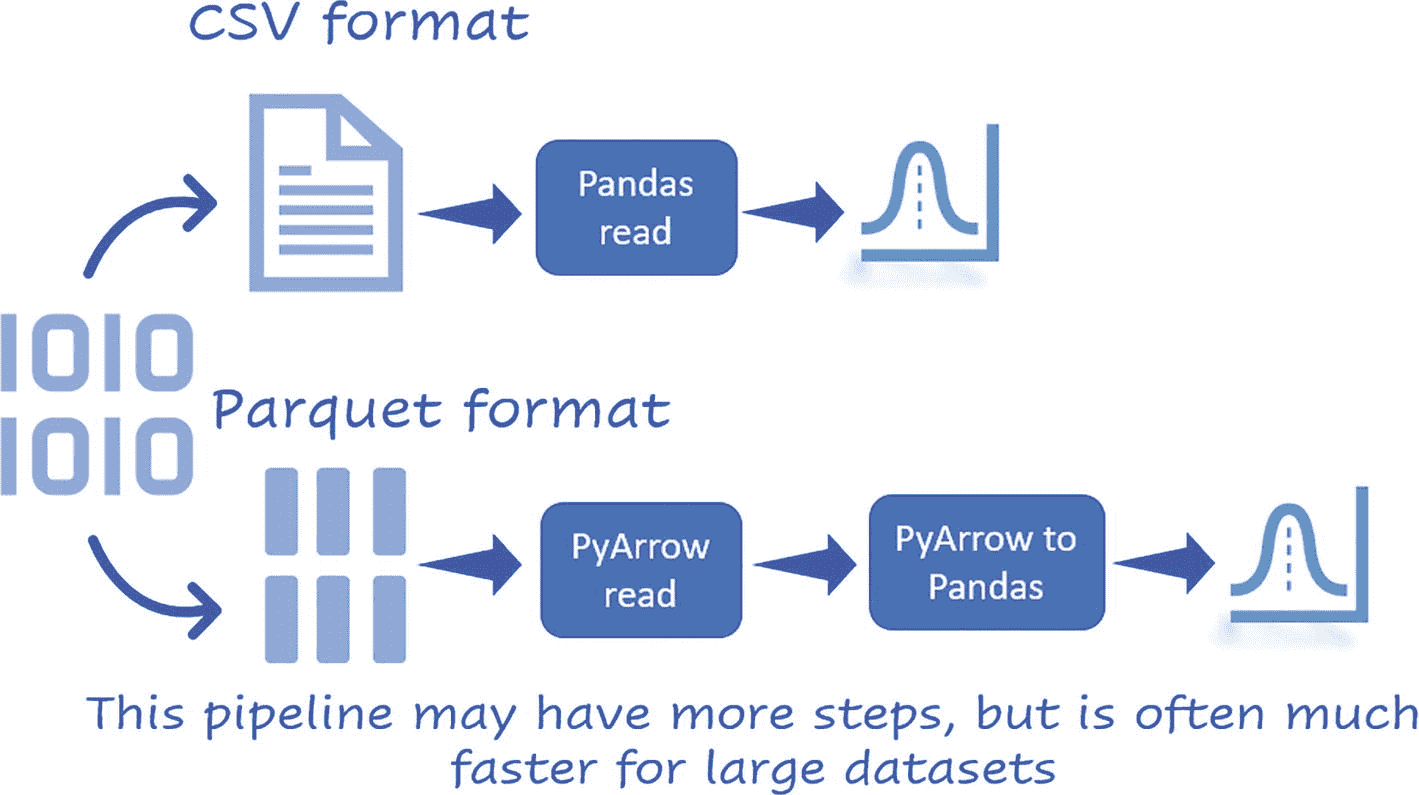 CSV format
Pandas
read
1010
1010
Parquet format
PyArrow
read
PyArrow to
Pandas
This pipeline may have more steps, but is often much
faster for large datasets